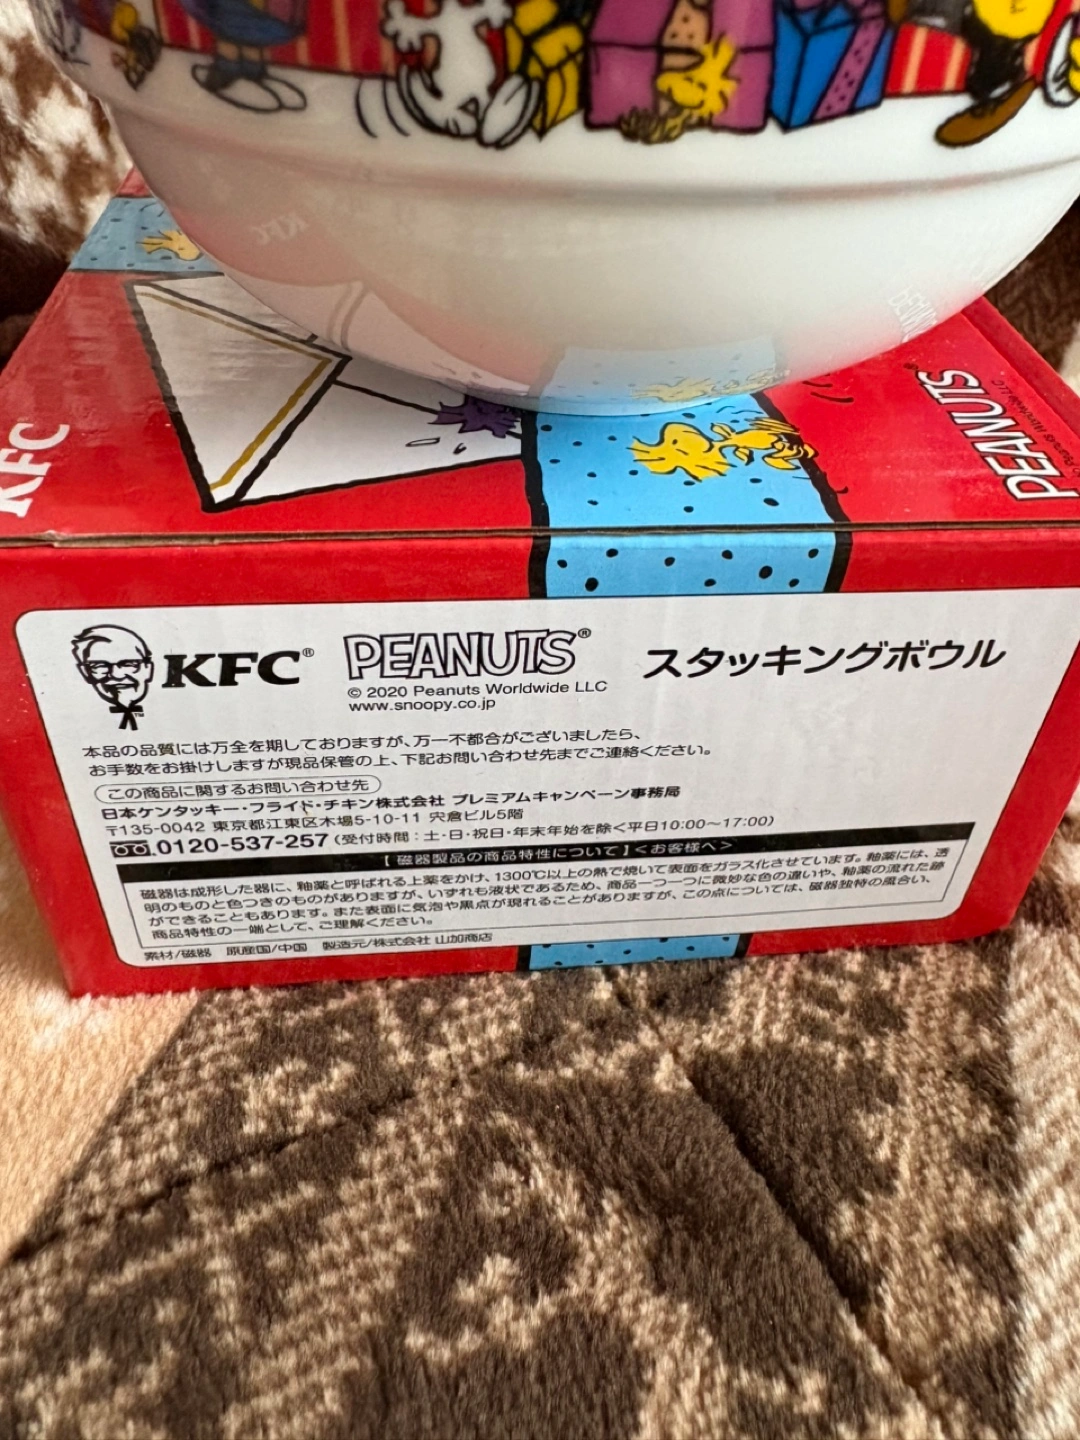 KFC
PEANUTS
KFC® PEANUTS® スタッキングボウル
© 2020 Peanuts Worldwide LLC
www.snoopy.co.jp
本品の品質には万全を期しておりますが、万一不都合がございましたら、
お手数をお掛けしますが現品保管の上、下記お問い合わせ先までご連絡ください。
この商品に関するお問い合わせ先
日本ケンタッキー・フライド・チキン株式会社 プレミアムキャンペーン事務局
〒135-0042 東京都江東区木場5-10-11 宍倉ビル5階
0120-537-257(受付時間:土・日・祝日・年末年始を除く平日10:00〜17:00)
【 磁器製品の商品特性について 】<お客様へ>
磁器は成形した器に、釉薬と呼ばれる上薬をかけ、1300℃以上の熱で焼いて表面をガラス化させています。釉薬には、透
明のものと色つきのものがありますが、いずれも液状であるため、商品一つ一つに微妙な色の違いや、釉薬の流れた跡
ができることもあります。また表面に気泡や黒点が現れることがありますが、この点については、磁器独特の風合い、
商品特性の一端として、ご理解ください。
素材/磁器 原産国/中国 製造元/株式会社 山加商店